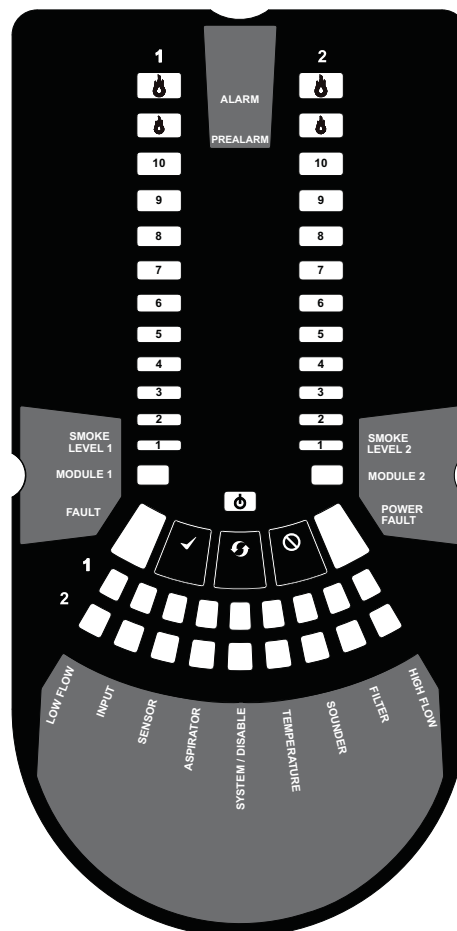 1 2
ALARM
PREALARM
10 10
9 9
8 8
7 7
6 6
5 5
4 4
3 3
2 2
1 1
SMOKE
LEVEL 1
SMOKE
LEVEL 2
MODULE 1
MODULE 2
FAULT
POWER
FAULT
1
2
LOW FLOW
INPUT
SENSOR
ASPIRATOR
SYSTEM / DISABLE
TEMPERATURE
SOUNDER
FILTER
HIGH FLOW